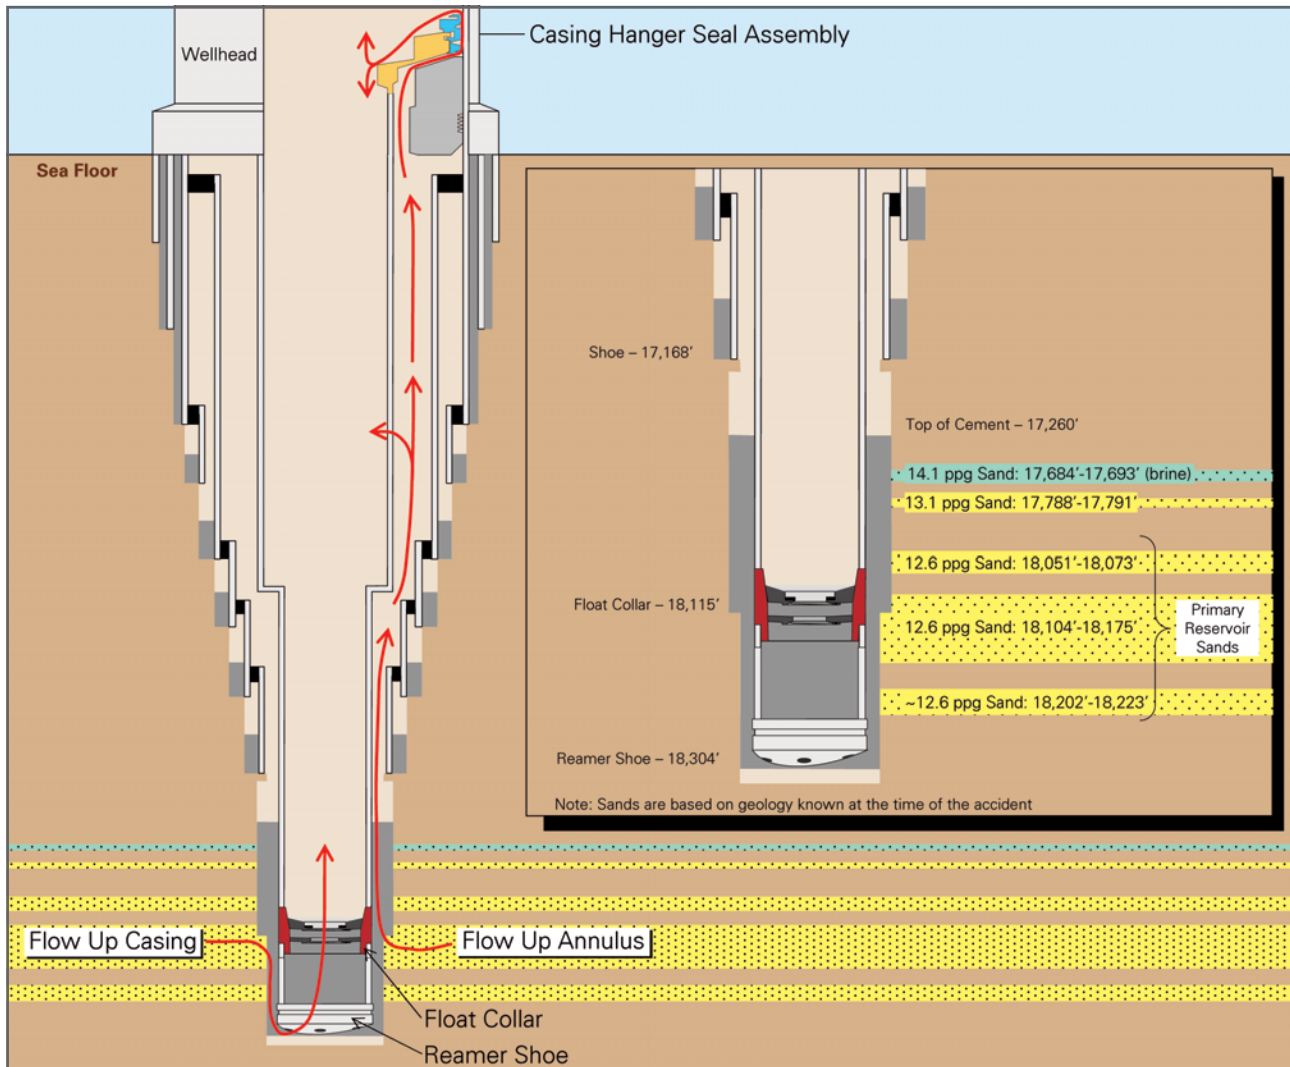 Casing Hanger Seal Assembly
Wellhead
Sea Floor
Shoe – 17,168’
Top of Cement – 17,260’
14.1 ppg Sand: 17,684’-17,693’ (brine)
13.1 ppg Sand: 17,788’-17,791’
12.6 ppg Sand: 18,051’-18,073’
Float Collar – 18,115’
12.6 ppg Sand: 18,104’-18,175’
Primary
Reservoir
Sands
~12.6 ppg Sand: 18,202’-18,223’
Reamer Shoe – 18,304’
Note: Sands are based on geology known at the time of the accident
Flow Up Casing
Flow Up Annulus
Float Collar
Reamer Shoe